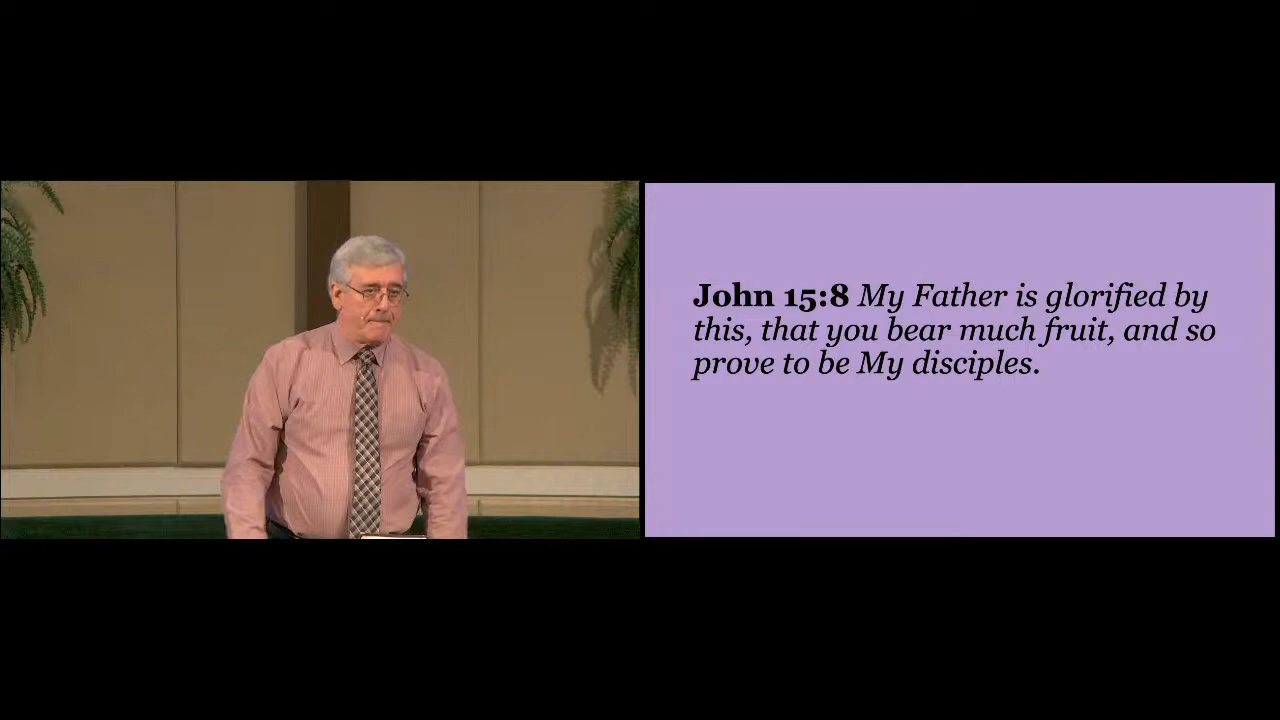 John 15:8 My Father is glorified by
this, that you bear much fruit, and so
prove to be My disciples.